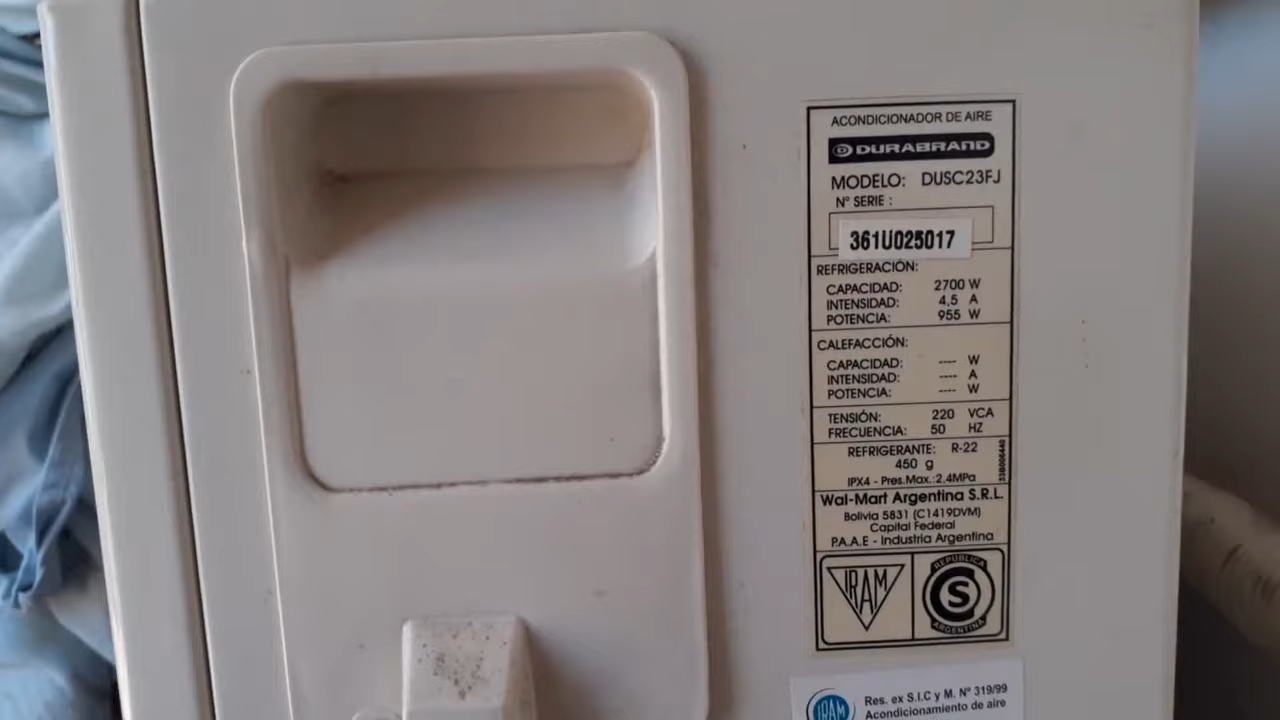 ACONDICIONADOR DE AIRE
DURABRAND
MODELO: DUSC23FJ
Nº SERIE :
361U025017
REFRIGERACIÓN:
CAPACIDAD: 2700 W
INTENSIDAD: 4,5 A
POTENCIA: 955 W
CALEFACCIÓN:
CAPACIDAD: ---- W
INTENSIDAD: ---- A
POTENCIA: ---- W
TENSIÓN: 220 VCA
FRECUENCIA: 50 HZ
REFRIGERANTE: R-22
450 g
IPX4 - Pres.Max.:2.4MPa
Wal-Mart Argentina S.R.L.
Bolivia 5831 (C1419DVM)
Capital Federal
P.A.A.E - Industria Argentina
IRAM
REPUBLICA
S
ARGENTINA
IRAM
Res. ex S.I.C y M. Nº 319/99
Acondicionamiento de aire